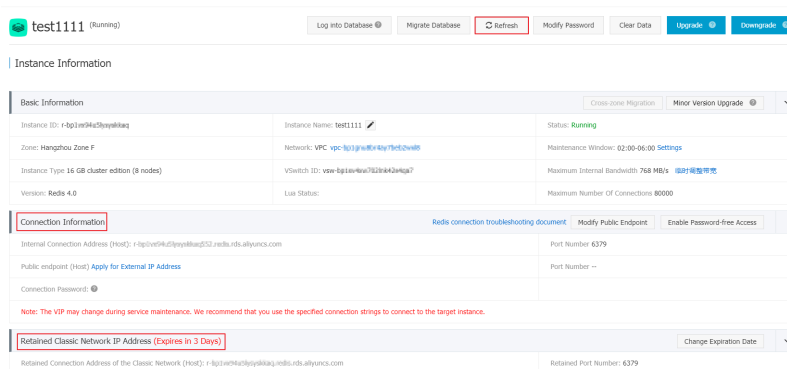 test1111 (Running) Log into Database Migrate Database Refresh Modify Password Clear Data Upgrade Downgrade
Instance Information
Basic Information Cross-zone Migration Minor Version Upgrade
Instance ID: Instance Name: test1111 Status: Running
Zone: Hangzhou Zone F Network: VPC Maintenance Window: 02:00-06:00 Settings
Instance Type 16 GB cluster edition (8 nodes) VSwitch ID: Maximum Internal Bandwidth 768 MB/s 临时调整带宽
Version: Redis 4.0 Lua Status: Maximum Number Of Connections 80000
Connection Information Redis connection troubleshooting document Modify Public Endpoint Enable Password-free Access
Internal Connection Address (Host): Port Number 6379
Public endpoint (Host) Apply for External IP Address Port Number --
Connection Password:
Note: The VIP may change during service maintenance. We recommend that you use the specified connection strings to connect to the target instance.
Retained Classic Network IP Address (Expires in 3 Days) Change Expiration Date
Retained Connection Address of the Classic Network (Host): Retained Port Number: 6379